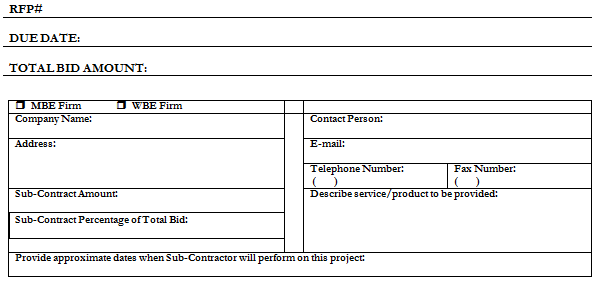 RFP#
DUE DATE:
TOTAL BID AMOUNT:
❒ MBE Firm ❒ WBE Firm
Company Name: Contact Person:
Address: E-mail:
Telephone Number: Fax Number:
( ) ( )
Sub-Contract Amount: Describe service/product to be provided:
Sub-Contract Percentage of Total Bid:
Provide approximate dates when Sub-Contractor will perform on this project: